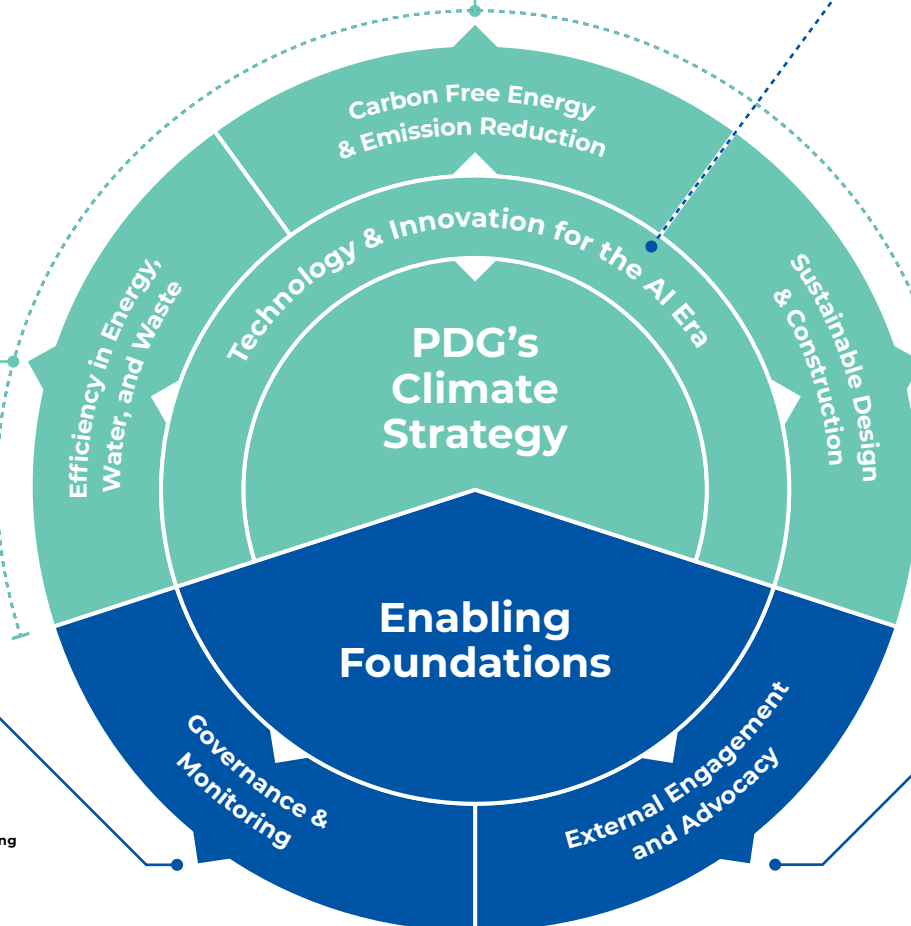 Carbon Free Energy
& Emission Reduction
Technology & Innovation for the AI Era
Efficiency in Energy,
Water, and Waste
Sustainable Design
& Construction
PDG’s
Climate
Strategy
Enabling
Foundations
Governance &
Monitoring
External Engagement
and Advocacy
ng